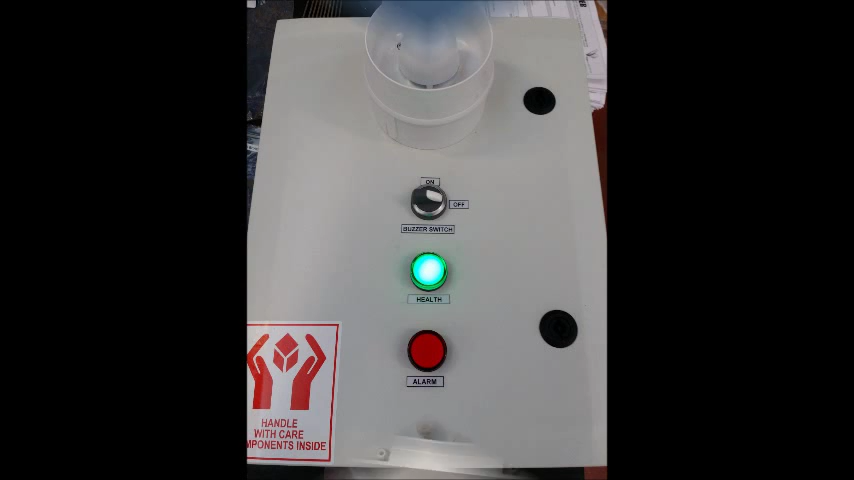 ON
OFF
BUZZER SWITCH
HEALTH
ALARM
HANDLE
WITH CARE
MPONENTS INSIDE